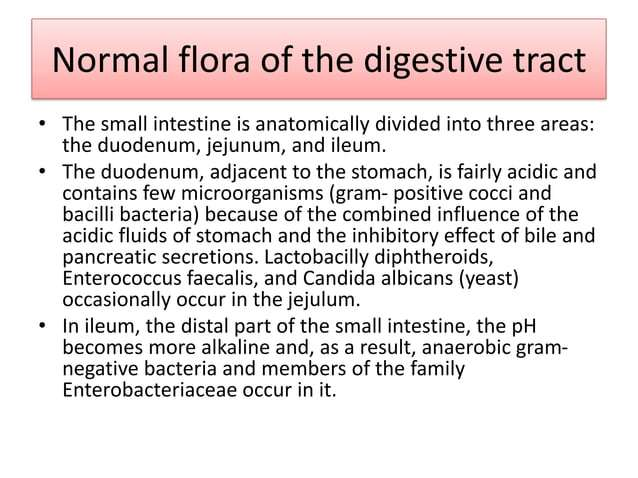 Normal flora of the digestive tract
• The small intestine is anatomically divided into three areas:
the duodenum, jejunum, and ileum.
• The duodenum, adjacent to the stomach, is fairly acidic and
contains few microorganisms (gram- positive cocci and
bacilli bacteria) because of the combined influence of the
acidic fluids of stomach and the inhibitory effect of bile and
pancreatic secretions. Lactobacilly diphtheroids,
Enterococcus faecalis, and Candida albicans (yeast)
occasionally occur in the jejulum.
• In ileum, the distal part of the small intestine, the pH
becomes more alkaline and, as a result, anaerobic gram-
negative bacteria and members of the family
Enterobacteriaceae occur in it.